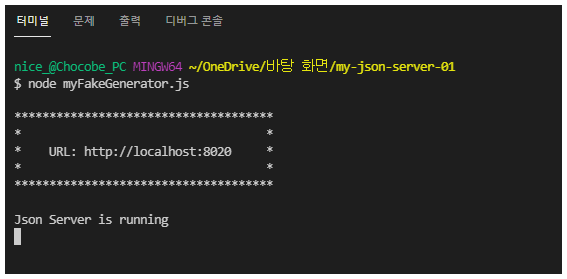 터미널 문제 출력 디버그 콘솔
nice_@Chocobe_PC MINGW64 ~/OneDrive/바탕 화면/my-json-server-01
$ node myFakeGenerator.js
*************************************
*                                   *
*    URL: http://localhost:8020     *
*                                   *
*************************************
Json Server is running